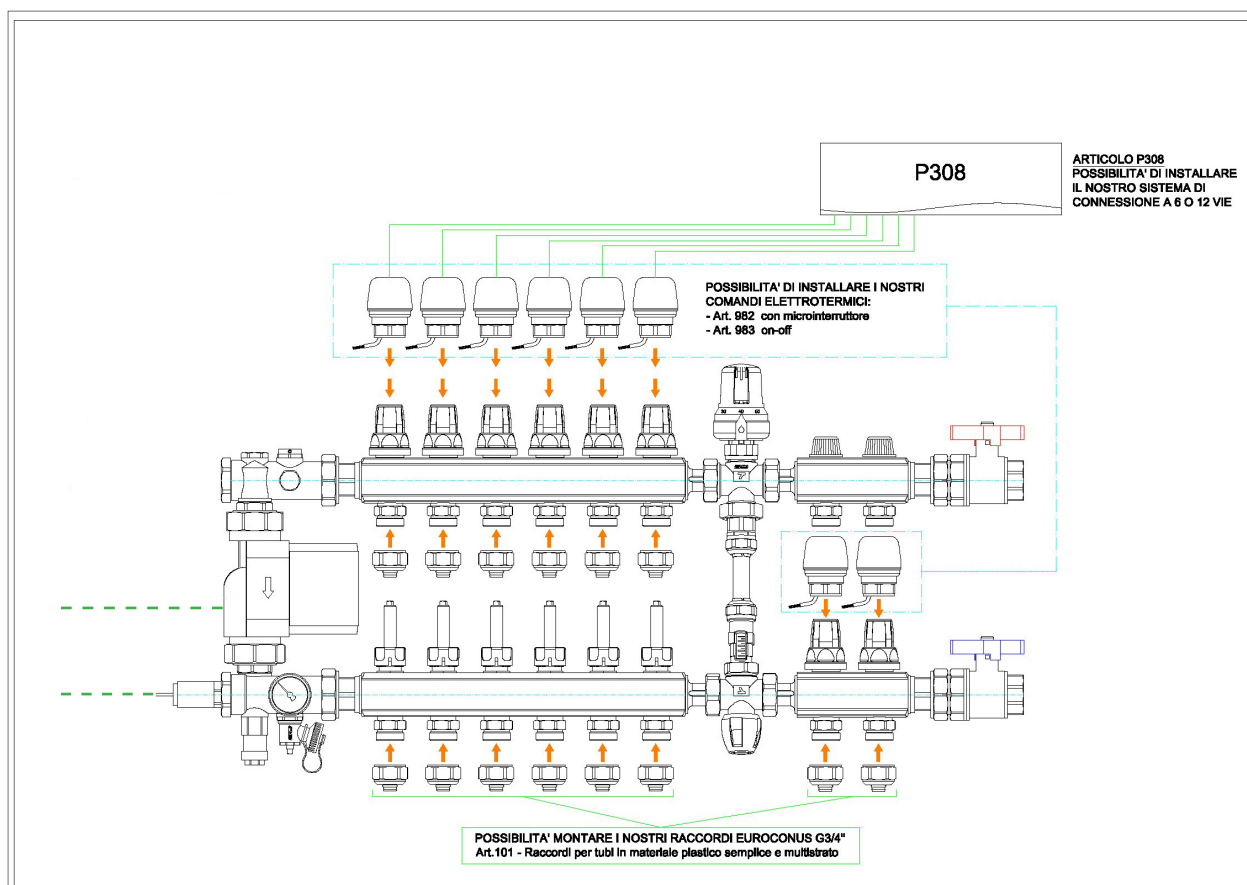 P308
ARTICOLO P308
POSSIBILITA' DI INSTALLARE
IL NOSTRO SISTEMA DI
CONNESSIONE A 6 O 12 VIE
POSSIBILITA' DI INSTALLARE I NOSTRI
COMANDI ELETTROTERMICI:
- Art. 982 con microinterruttore
- Art. 983 on-off
POSSIBILITA' MONTARE I NOSTRI RACCORDI EUROCONUS G3/4"
Art.101 - Raccordi per tubi in materiale plastico semplice e multistrato